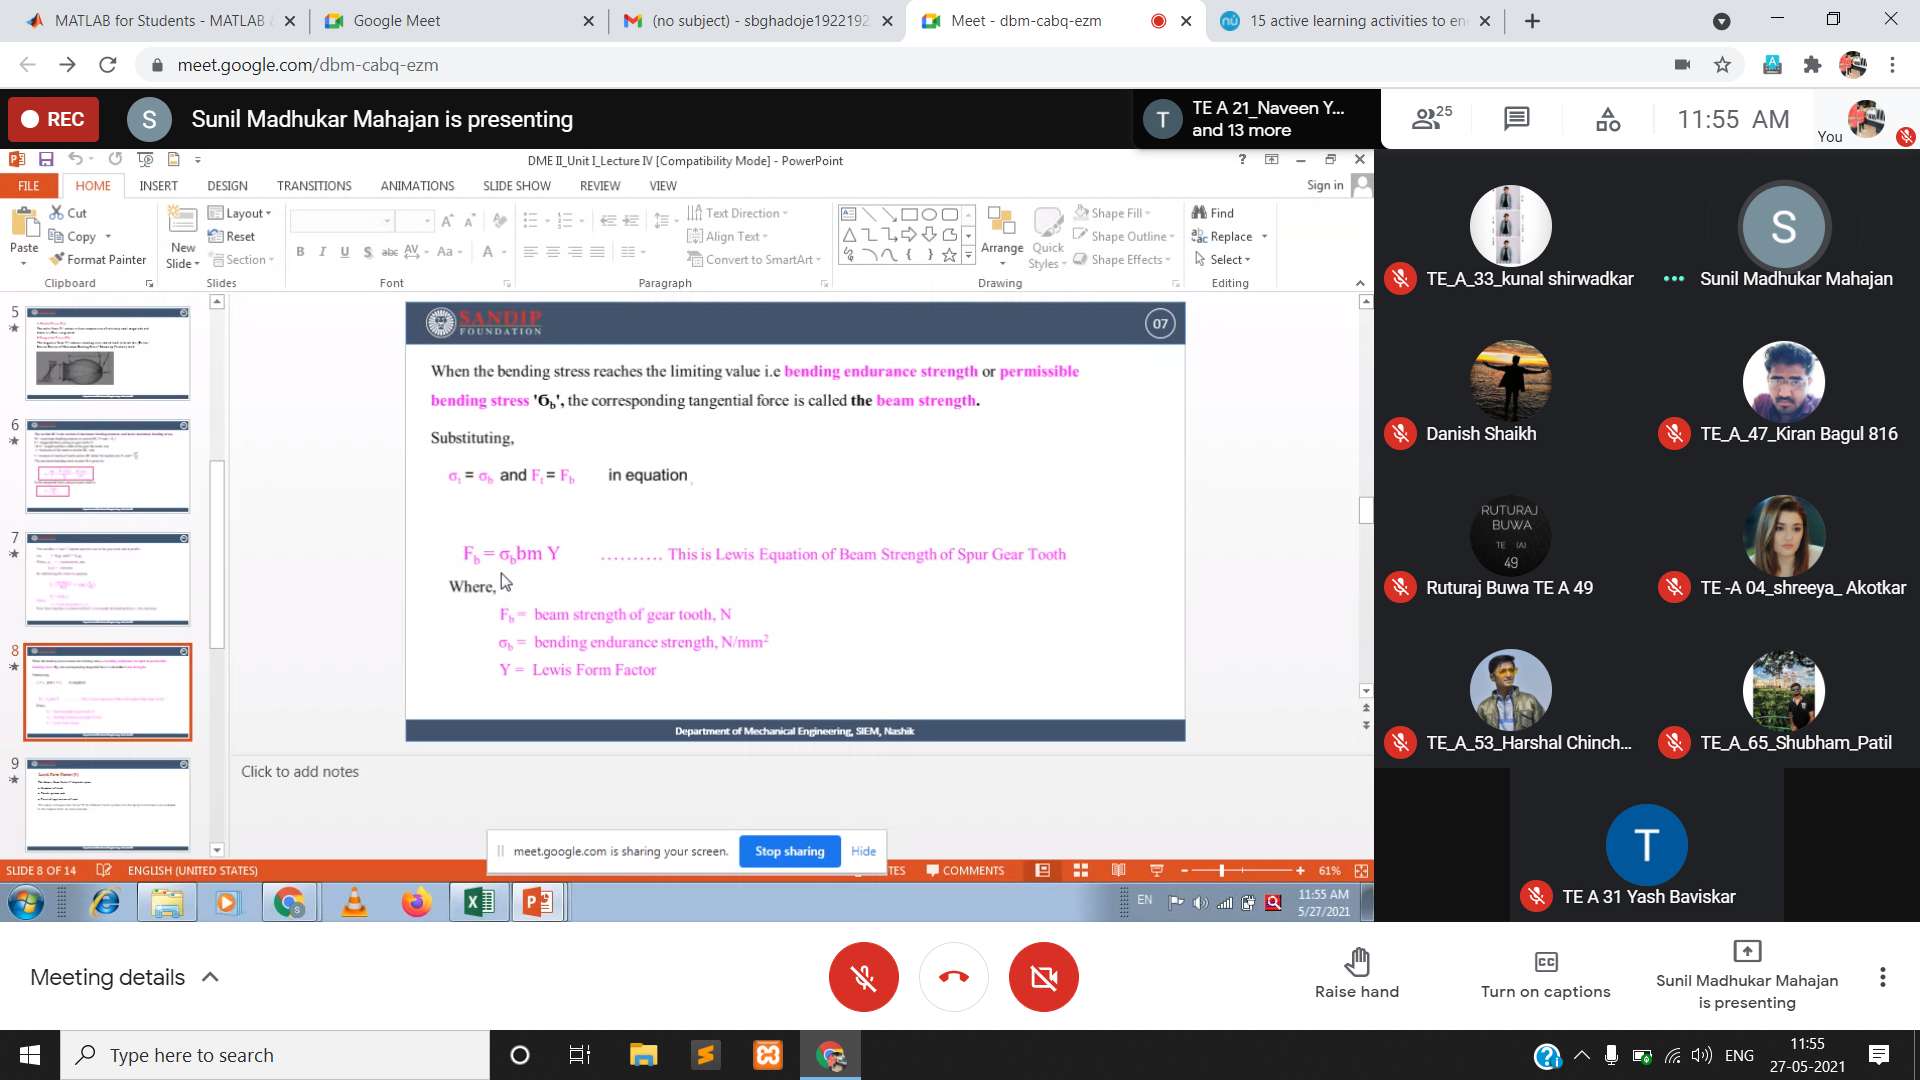 MATLAB for Students - MATLAB &
Google Meet
(no subject) - sbghadoje1922192
Meet - dbm-cabq-ezm
15 active learning activities to en
meet.google.com/dbm-cabq-ezm
REC
S
Sunil Madhukar Mahajan is presenting
T
TE A 21_Naveen Y...
and 13 more
25
11:55 AM
You
DME II_Unit I_Lecture IV [Compatibility Mode] - PowerPoint
FILE HOME INSERT DESIGN TRANSITIONS ANIMATIONS SLIDE SHOW REVIEW VIEW
Sign in
Paste
Cut
Copy
Format Painter
Clipboard
New
Slide
Layout
Reset
Section
Slides
Font
Text Direction
Align Text
Convert to SmartArt
Paragraph
Arrange
Quick
Styles
Shape Fill
Shape Outline
Shape Effects
Drawing
Find
Replace
Select
Editing
5
6
7
8
9
SANDIP
FOUNDATION
07
When the bending stress reaches the limiting value i.e bending endurance strength or permissible
bending stress 'σb', the corresponding tangential force is called the beam strength.
Substituting,
σt = σb and Ft = Fb in equation
Fb = σbbm Y ………. This is Lewis Equation of Beam Strength of Spur Gear Tooth
Where,
Fb = beam strength of gear tooth, N
σb = bending endurance strength, N/mm²
Y = Lewis Form Factor
Department of Mechanical Engineering, SIEM, Nashik
Click to add notes
meet.google.com is sharing your screen.
Stop sharing
Hide
SLIDE 8 OF 14
ENGLISH (UNITED STATES)
COMMENTS
61%
EN
11:55 AM
5/27/2021
TE_A_33_kunal shirwadkar
S
Sunil Madhukar Mahajan
Danish Shaikh
TE_A_47_Kiran Bagul 816
RUTURAJ
BUWA
TE (A)
49
Ruturaj Buwa TE A 49
TE -A 04_shreeya_ Akotkar
TE_A_53_Harshal Chinch...
TE_A_65_Shubham_Patil
T
TE A 31 Yash Baviskar
Meeting details
Raise hand
Turn on captions
Sunil Madhukar Mahajan
is presenting
Type here to search
ENG
11:55
27-05-2021